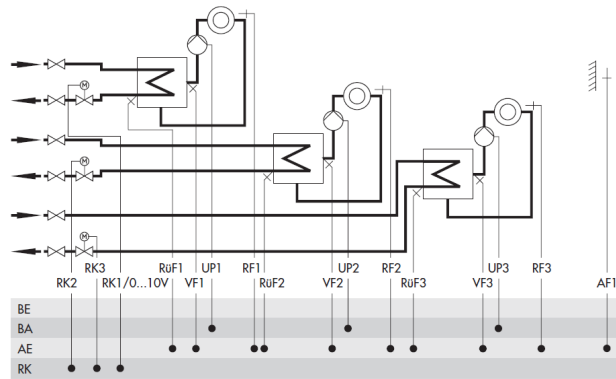 M
M
M
RK3 RüF1 UP1 RF1 UP2 RF2 UP3 RF3
RK2 RK1/0...10V VF1 RüF2 VF2 RüF3 VF3 AF1
BE
BA
AE
RK